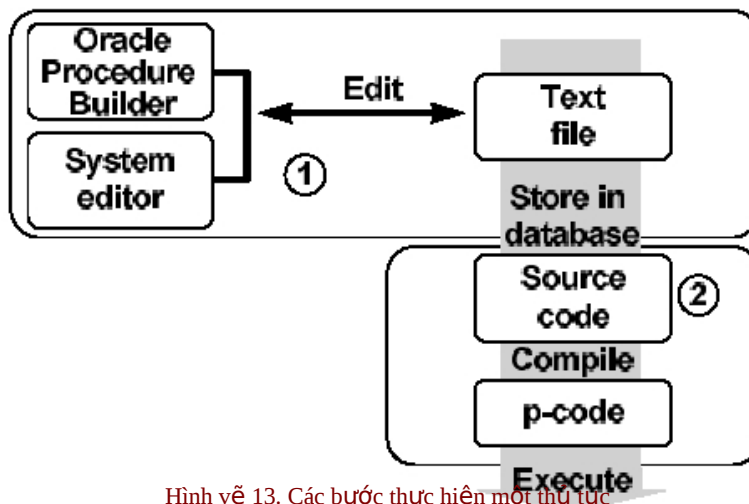 Oracle
Procedure
Builder
System
editor
Edit
1
Text
file
Store in
database
Source
code
2
Compile
p-code
Execute
Hình vẽ 13. Các bước thực hiện một thủ tục